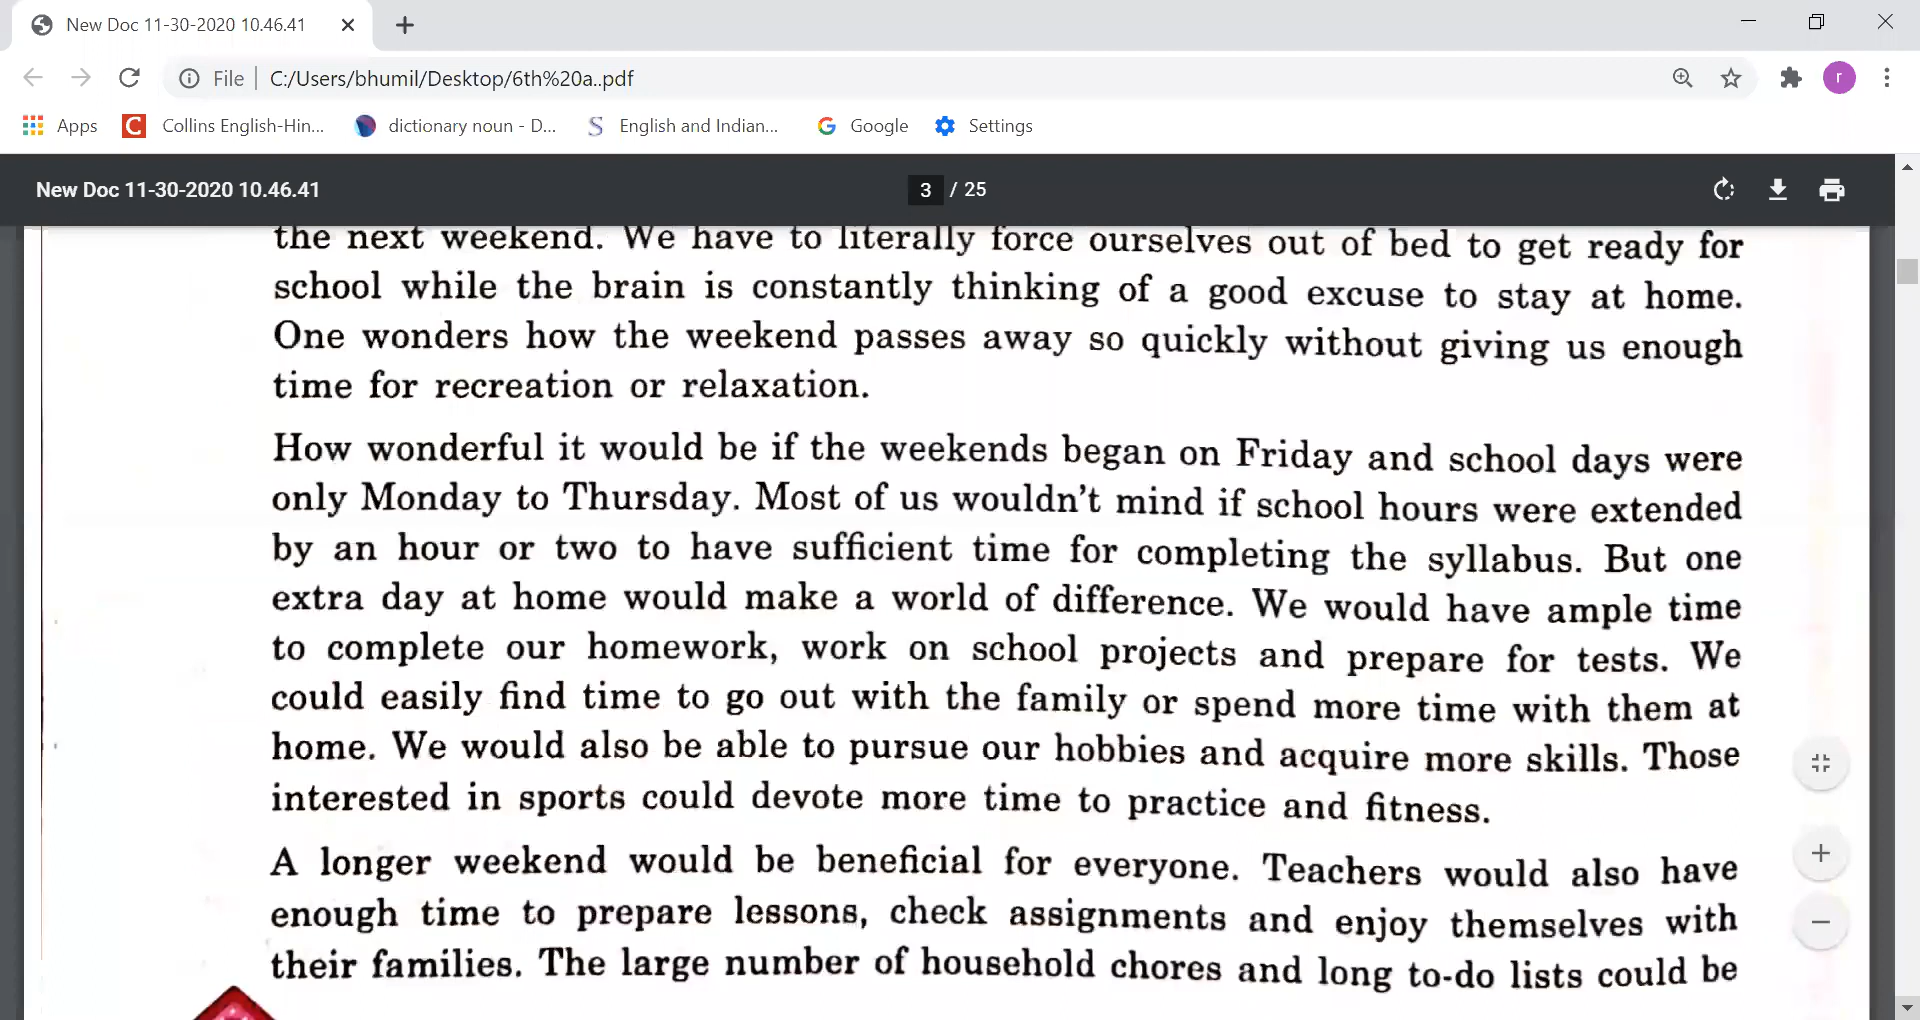 New Doc 11-30-2020 10.46.41
File C:/Users/bhumil/Desktop/6th%20a..pdf
r
Apps Collins English-Hin... dictionary noun - D... English and Indian... Google Settings
New Doc 11-30-2020 10.46.41 3 / 25
the next weekend. We have to literally force ourselves out of bed to get ready for
school while the brain is constantly thinking of a good excuse to stay at home.
One wonders how the weekend passes away so quickly without giving us enough
time for recreation or relaxation.
How wonderful it would be if the weekends began on Friday and school days were
only Monday to Thursday. Most of us wouldn't mind if school hours were extended
by an hour or two to have sufficient time for completing the syllabus. But one
extra day at home would make a world of difference. We would have ample time
to complete our homework, work on school projects and prepare for tests. We
could easily find time to go out with the family or spend more time with them at
home. We would also be able to pursue our hobbies and acquire more skills. Those
interested in sports could devote more time to practice and fitness.
A longer weekend would be beneficial for everyone. Teachers would also have
enough time to prepare lessons, check assignments and enjoy themselves with
their families. The large number of household chores and long to-do lists could be